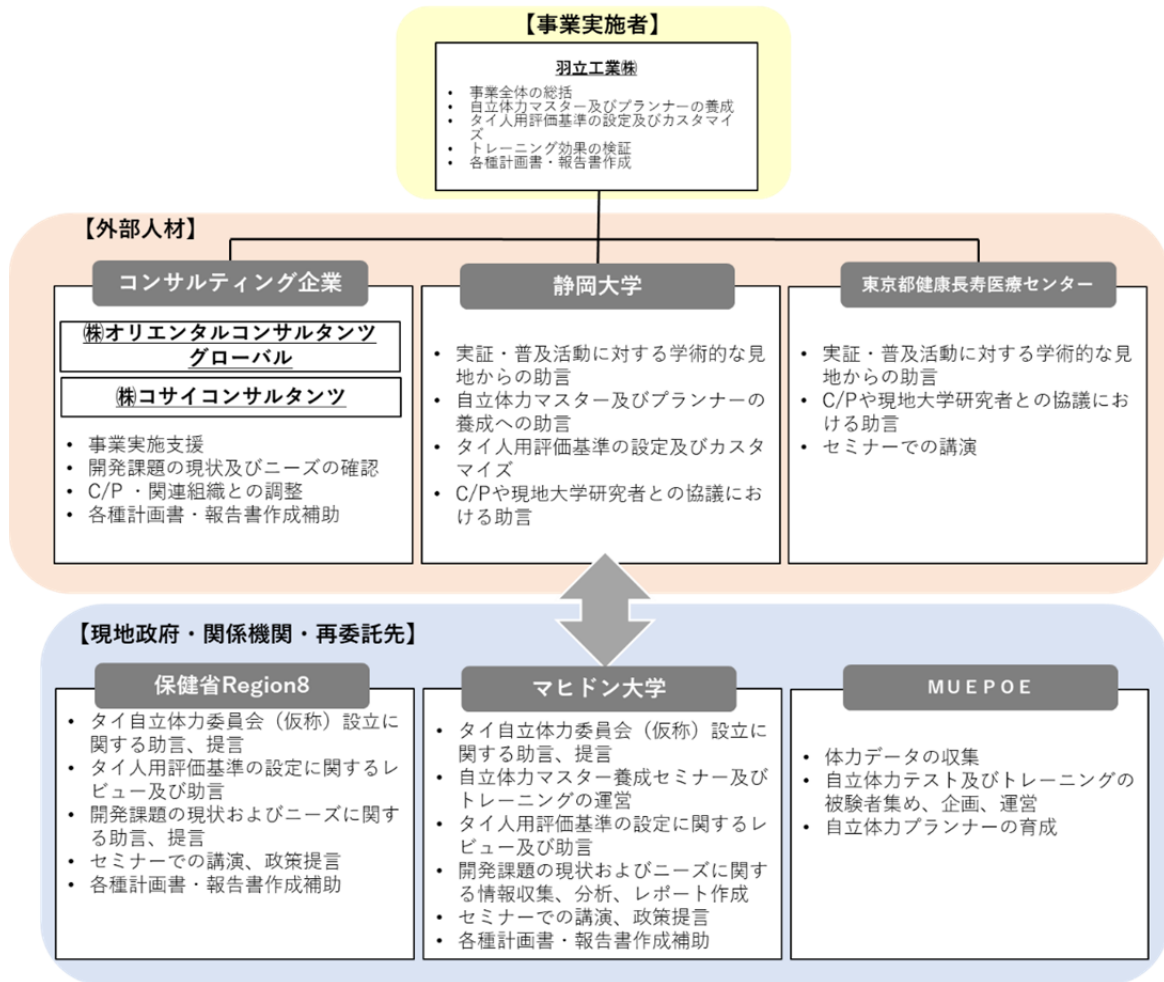 【事業実施者】
羽立工業㈱
• 事業全体の総括
• 自立体力マスター及びプランナーの養成
• タイ人用評価基準の設定及びカスタマイ
ズ
• トレーニング効果の検証
• 各種計画書・報告書作成
【外部人材】
コンサルティング企業
㈱オリエンタルコンサルタンツ
グローバル
㈱コサイコンサルタンツ
• 事業実施支援
• 開発課題の現状及びニーズの確認
• C/P ・関連組織との調整
• 各種計画書・報告書作成補助
静岡大学
• 実証・普及活動に対する学術的な見
地からの助言
• 自立体力マスター及びプランナーの
養成への助言
• タイ人用評価基準の設定及びカスタ
マイズ
• C/Pや現地大学研究者との協議にお
ける助言
東京都健康長寿医療センター
• 実証・普及活動に対する学術的な見
地からの助言
• C/Pや現地大学研究者との協議にお
ける助言
• セミナーでの講演
【現地政府・関係機関・再委託先】
保健省Region8
• タイ自立体力委員会（仮称）設立に
関する助言、提言
• タイ人用評価基準の設定に関するレ
ビュー及び助言
• 開発課題の現状およびニーズに関す
る助言、提言
• セミナーでの講演、政策提言
• 各種計画書・報告書作成補助
マヒドン大学
• タイ自立体力委員会（仮称）設立に
関する助言、提言
• 自立体力マスター養成セミナー及び
トレーニングの運営
• タイ人用評価基準の設定に関するレ
ビュー及び助言
• 開発課題の現状およびニーズに関す
る情報収集、分析、レポート作成
• セミナーでの講演、政策提言
• 各種計画書・報告書作成補助
MUEPOE
• 体力データの収集
• 自立体力テスト及びトレーニングの
被験者集め、企画、運営
• 自立体力プランナーの育成